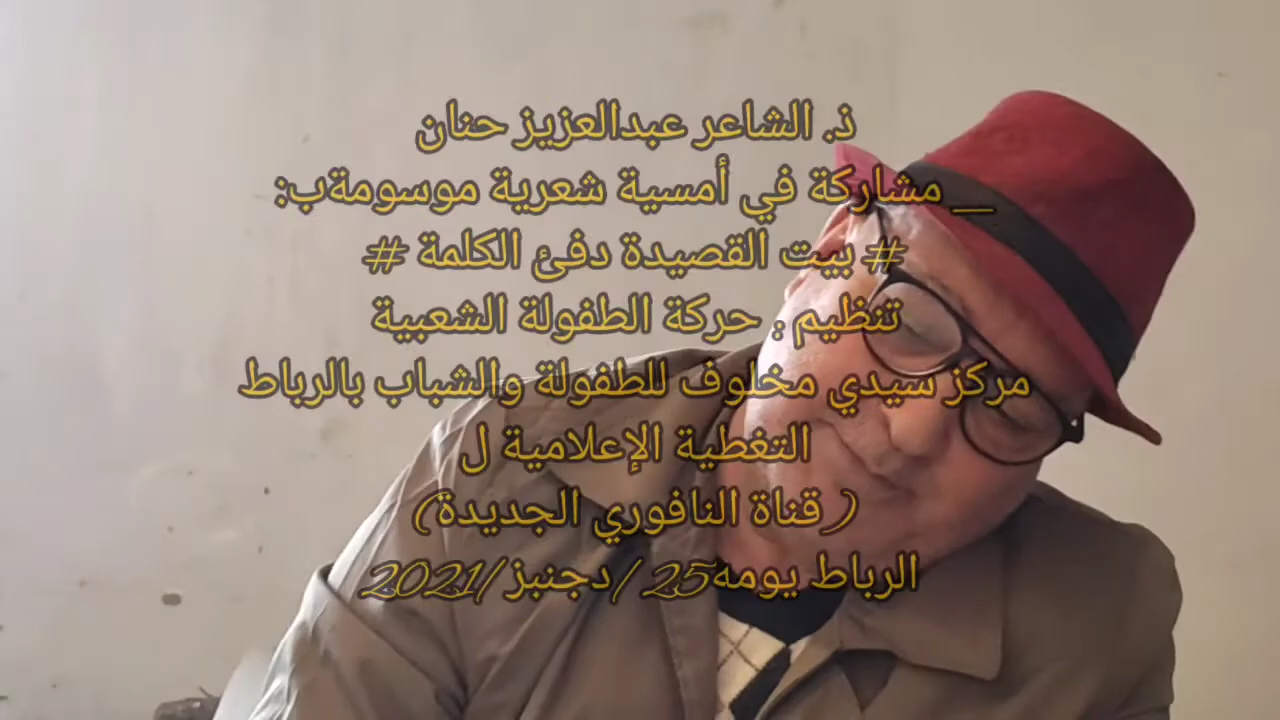 ذ. الشاعر عبدالعزيز حنان
_ مشاركة في أمسية شعرية موسومةب:
# بيت القصيدة دفئ الكلمة #
تنظيم : حركة الطفولة الشعبية
مركز سيدي مخلوف للطفولة والشباب بالرباط
التغطية الإعلامية ل
( قناة النافوري الجديدة)
الرباط يومه25 /دجنبز/2021